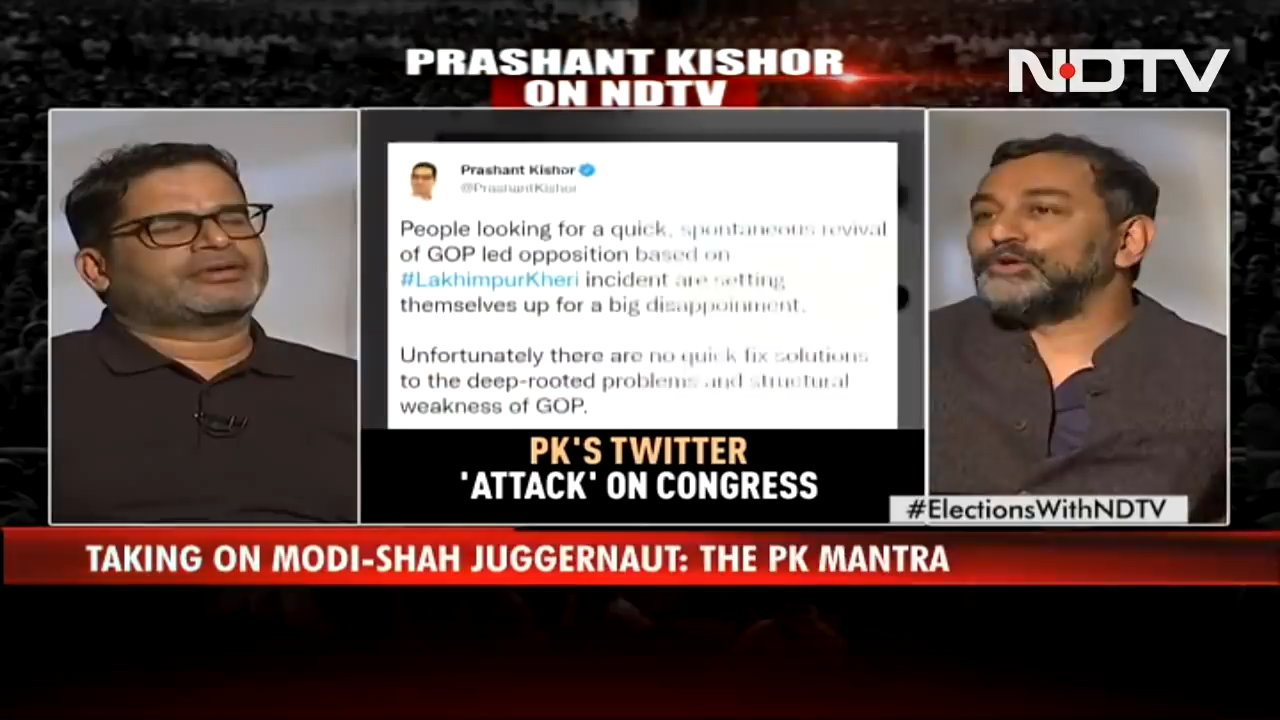 PRASHANT KISHOR
ON NDTV
NDTV
Prashant Kishor
@PrashantKishor
People looking for a quick, spontaneous revival
of GOP led opposition based on
#LakhimpurKheri incident are setting
themselves up for a big disappointment.
Unfortunately there are no quick fix solutions
to the deep-rooted problems and structural
weakness of GOP.
PK'S TWITTER
'ATTACK' ON CONGRESS
#ElectionsWithNDTV
TAKING ON MODI-SHAH JUGGERNAUT: THE PK MANTRA